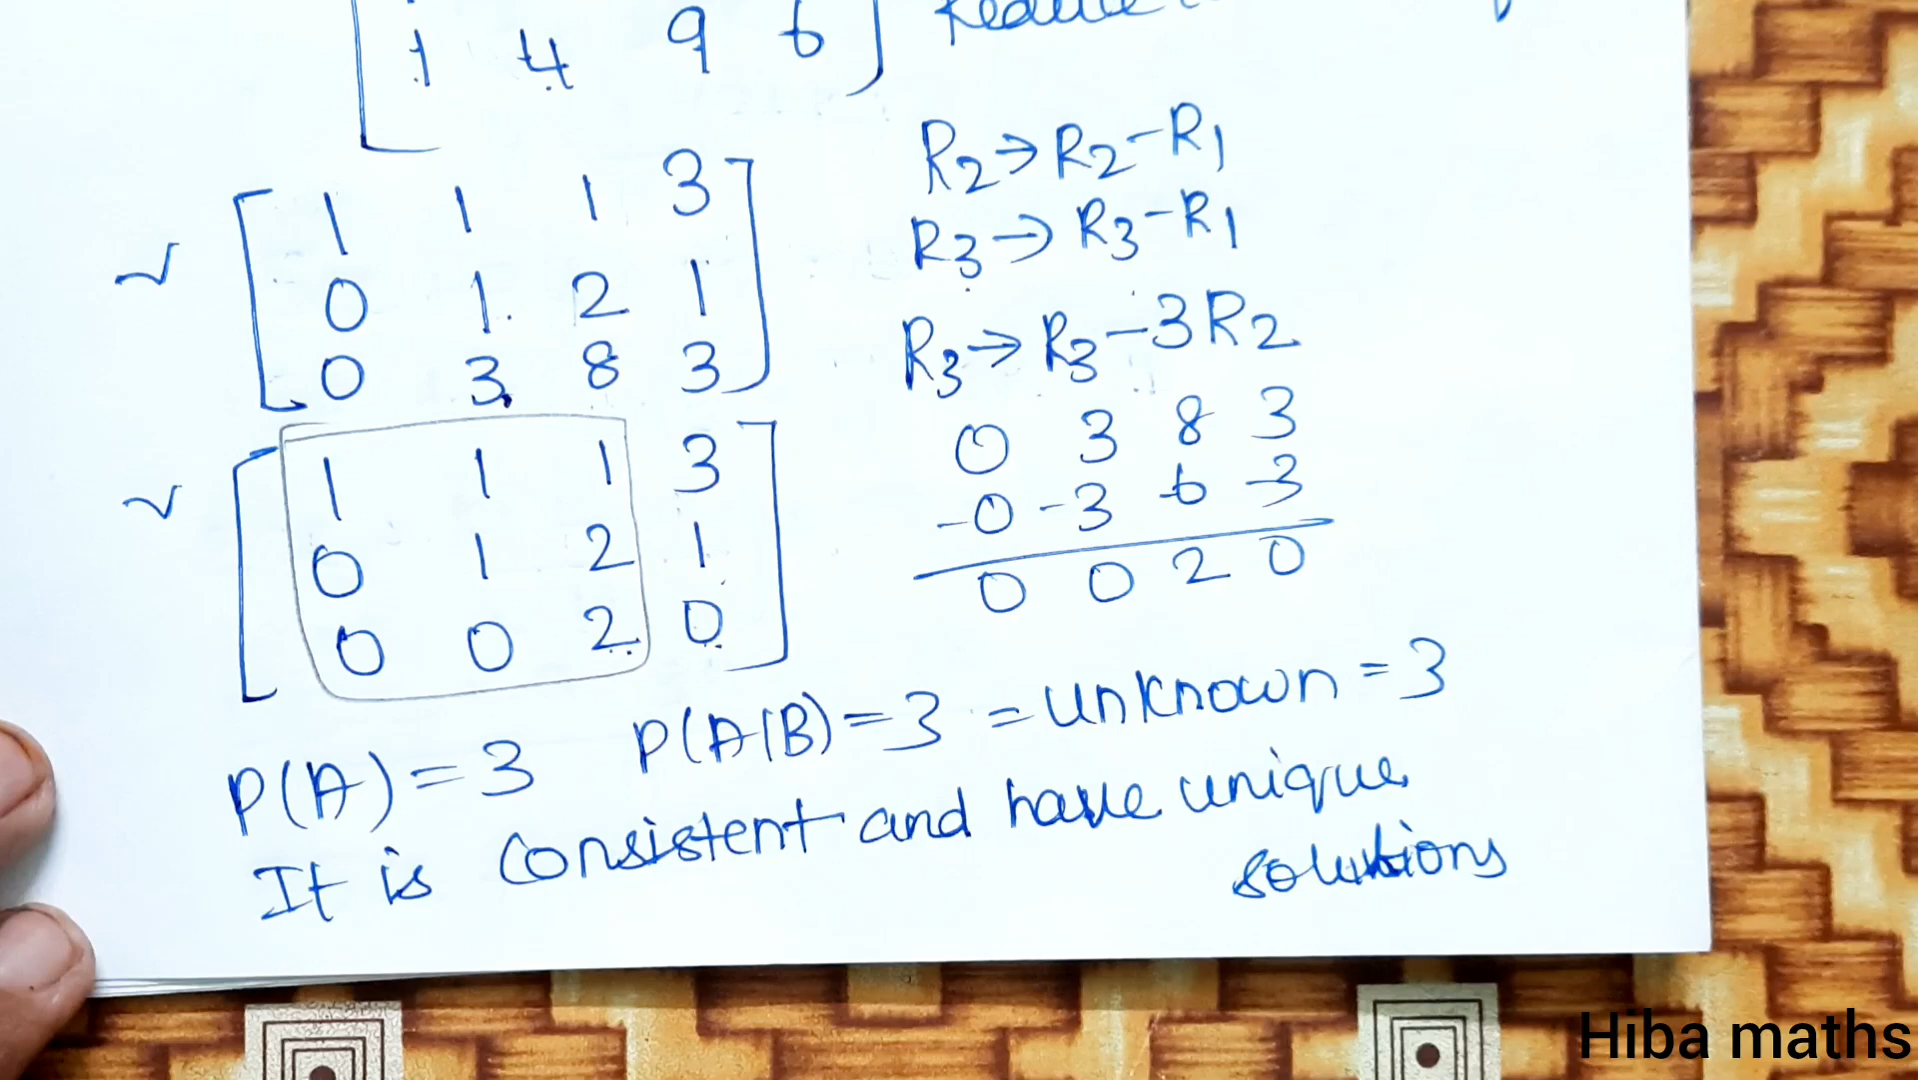 1 4 9 6
1 1 1 3
0 1 2 1
0 3 8 3
R2→R2-R1
R3→R3-R1
R3→R3-3R2
0 3 8 3
-0 -3 -6 -3
0 0 2 0
1 1 1 3
0 1 2 1
0 0 2 0
P(A)=3 P(A|B)=3 =unknown=3
It is consistent and have unique
solutions
Hiba maths